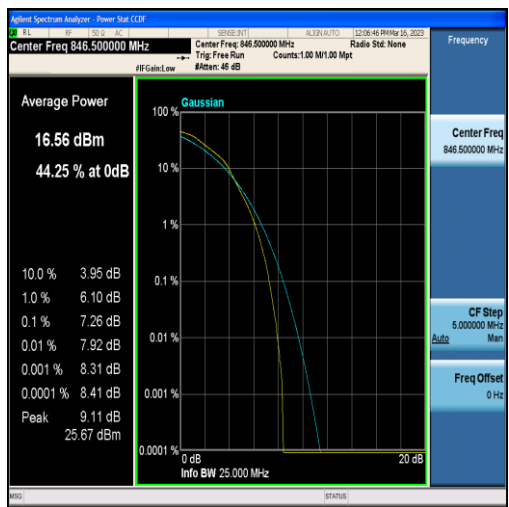 Agilent Spectrum Analyzer - Power Stat CCDF
RL RF 50 Ω AC SENSE:INT ALIGN AUTO 12:06:46 PM Mar 16, 2023
Center Freq 846.500000 MHz
Center Freq: 846.500000 MHz Radio Std: None
Trig: Free Run Counts:1.00 M/1.00 Mpt
#IFGain:Low #Atten: 46 dB
Frequency
Average Power
16.56 dBm
44.25 % at 0dB
10.0 % 3.95 dB
1.0 % 6.10 dB
0.1 % 7.26 dB
0.01 % 7.92 dB
0.001 % 8.31 dB
0.0001 % 8.41 dB
Peak 9.11 dB
25.67 dBm
Gaussian
100 %
10 %
1 %
0.1 %
0.01 %
0.001 %
0.0001 %
0 dB 20 dB
Info BW 25.000 MHz
Center Freq
846.500000 MHz
CF Step
5.000000 MHz
Auto Man
Freq Offset
0 Hz
MSG STATUS